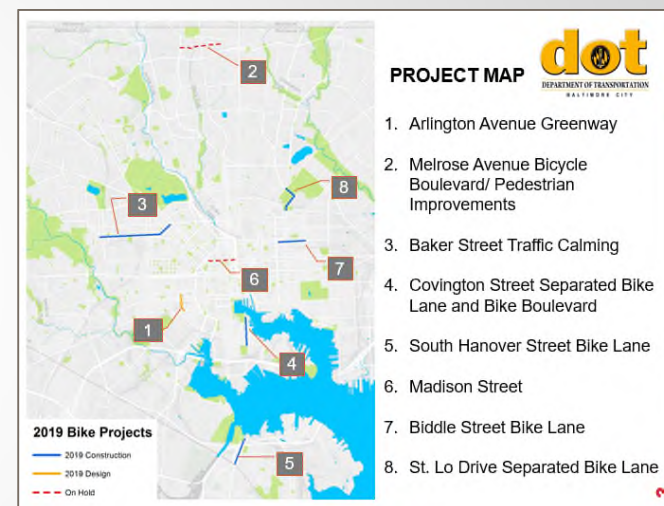 PROJECT MAP
dot
DEPARTMENT OF TRANSPORTATION
BALTIMORE CITY
1. Arlington Avenue Greenway
2. Melrose Avenue Bicycle
Boulevard/ Pedestrian
Improvements
3. Baker Street Traffic Calming
4. Covington Street Separated Bike
Lane and Bike Boulevard
5. South Hanover Street Bike Lane
6. Madison Street
7. Biddle Street Bike Lane
8. St. Lo Drive Separated Bike Lane
2
8
3
7
6
1
4
5
2019 Bike Projects
2019 Construction
2019 Design
On Hold